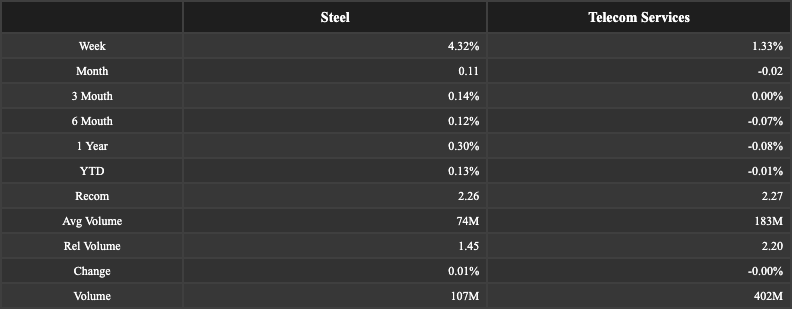 Steel Telecom Services
Week 4.32% 1.33%
Month 0.11 -0.02
3 Mouth 0.14% 0.00%
6 Mouth 0.12% -0.07%
1 Year 0.30% -0.08%
YTD 0.13% -0.01%
Recom 2.26 2.27
Avg Volume 74M 183M
Rel Volume 1.45 2.20
Change 0.01% -0.00%
Volume 107M 402M